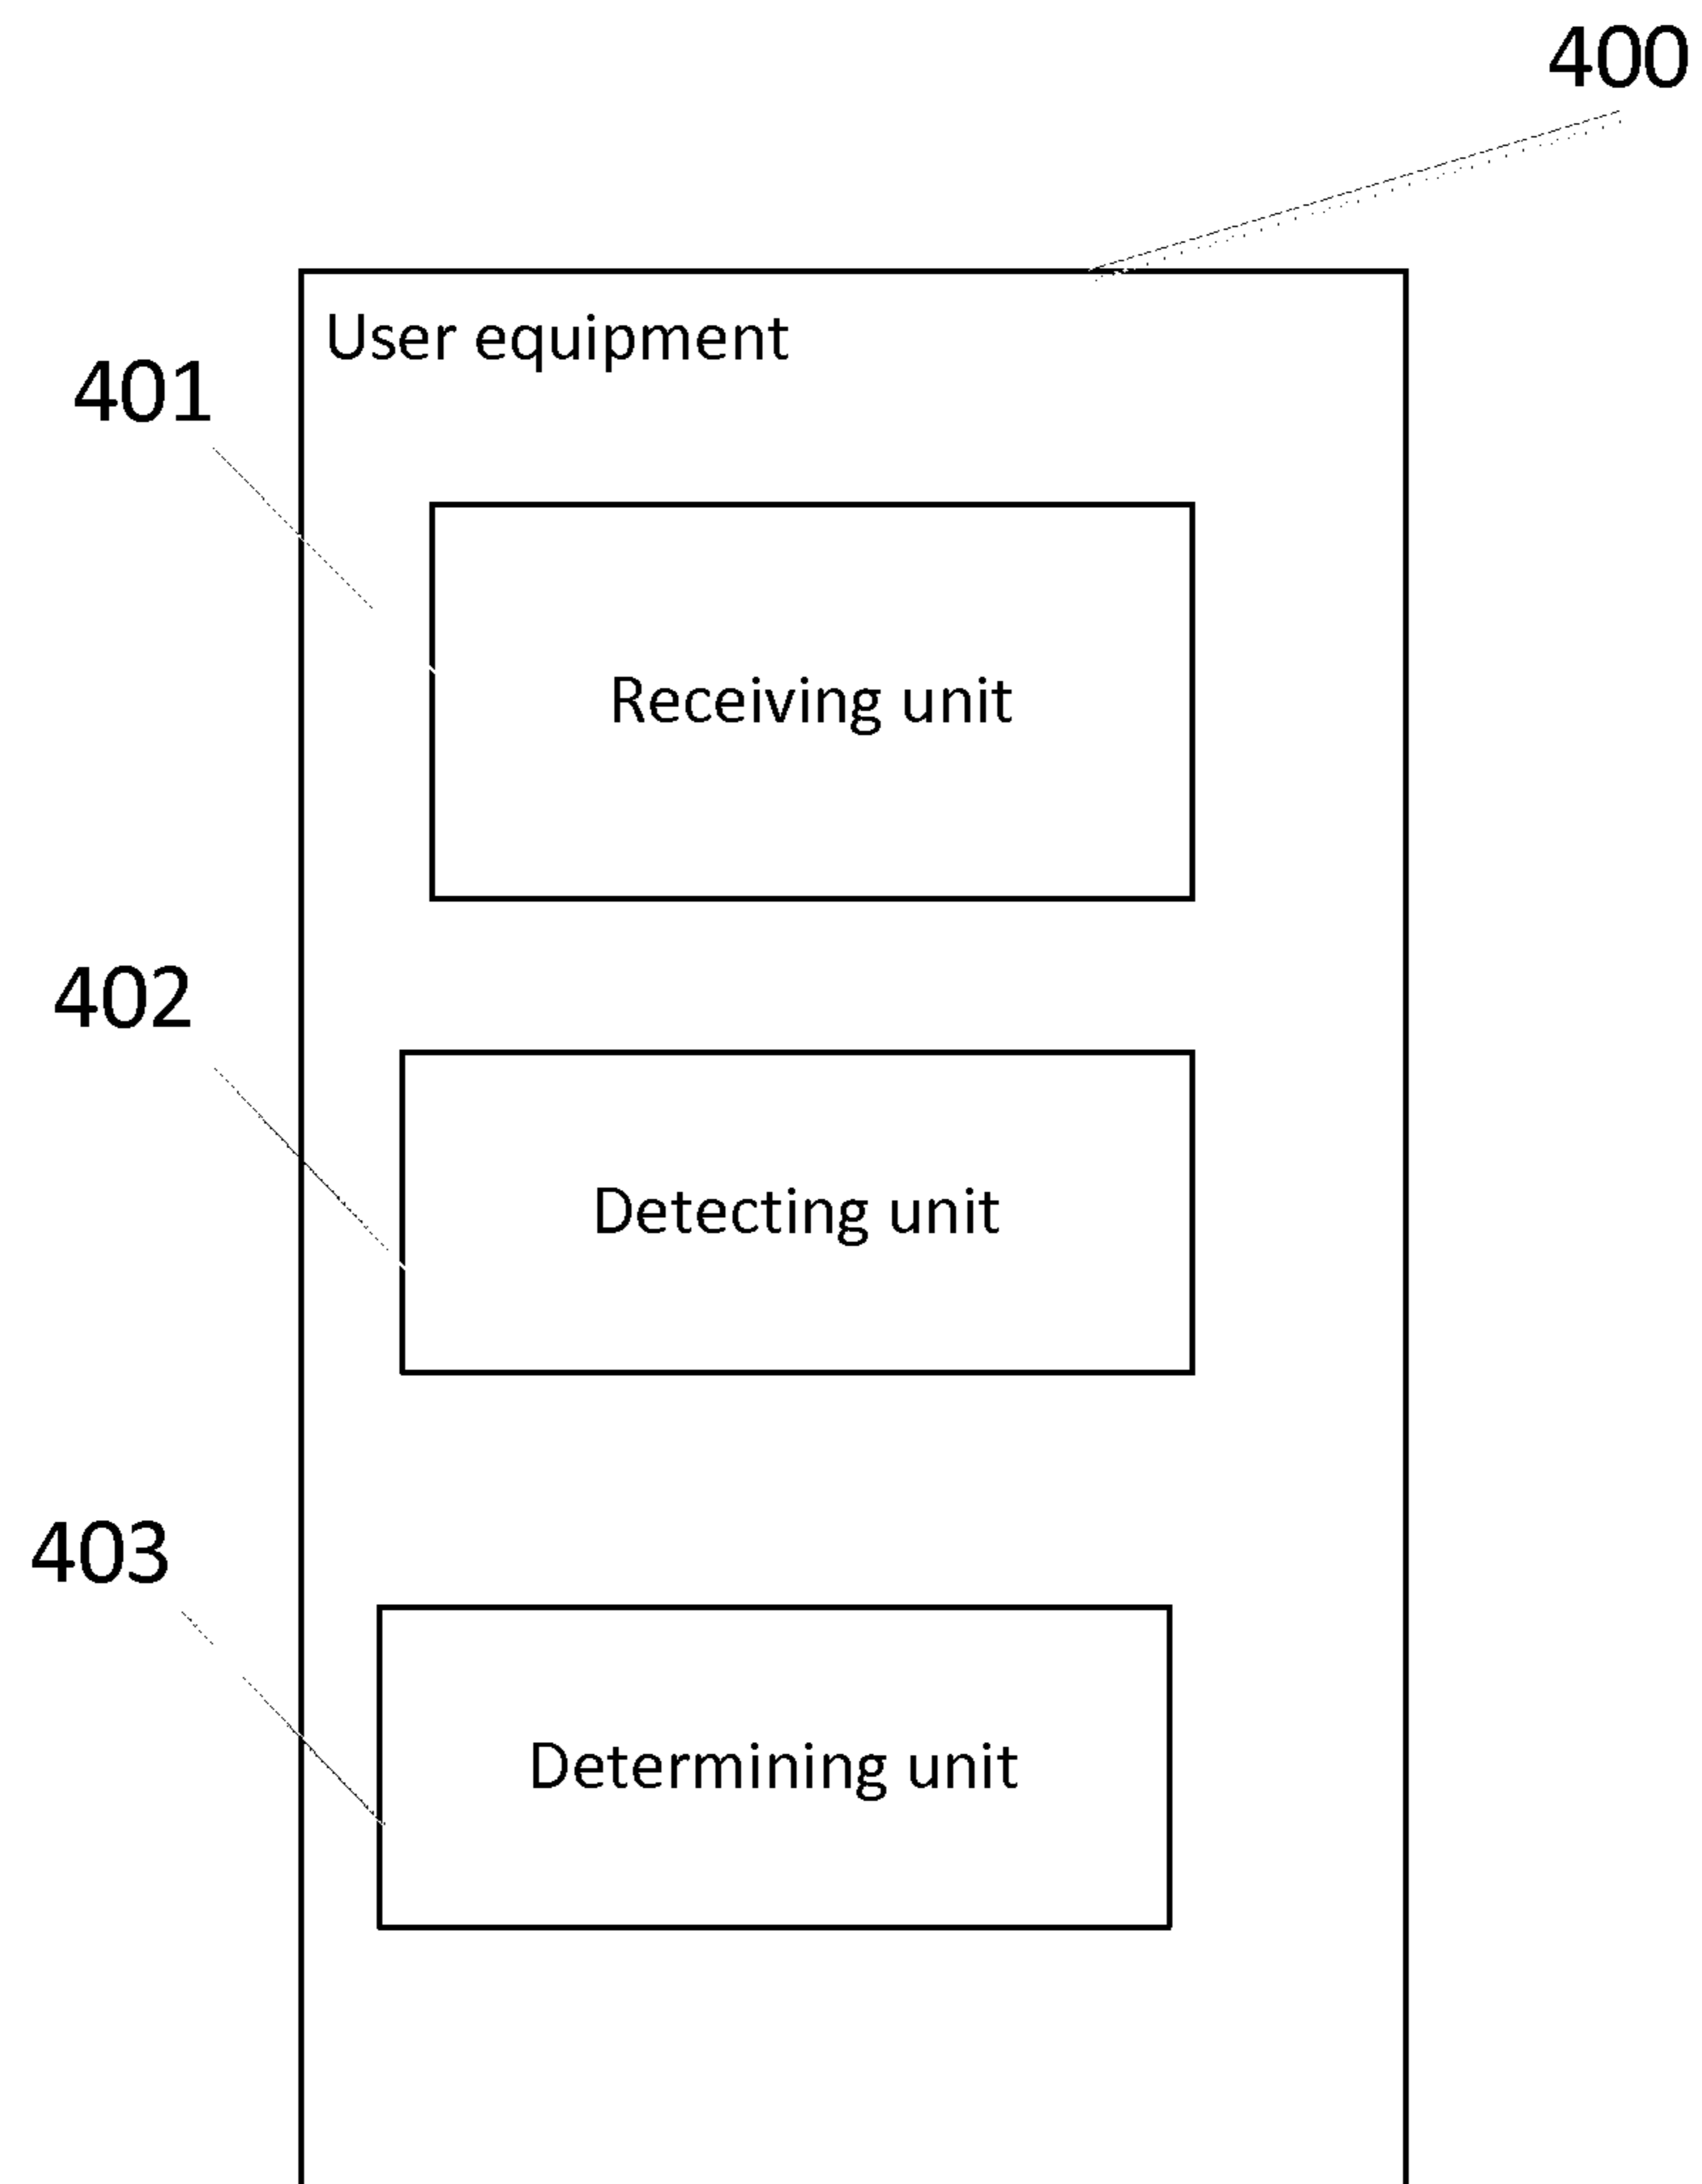 400
User equipment
401
Receiving unit
402
Detecting unit
403
Determining unit